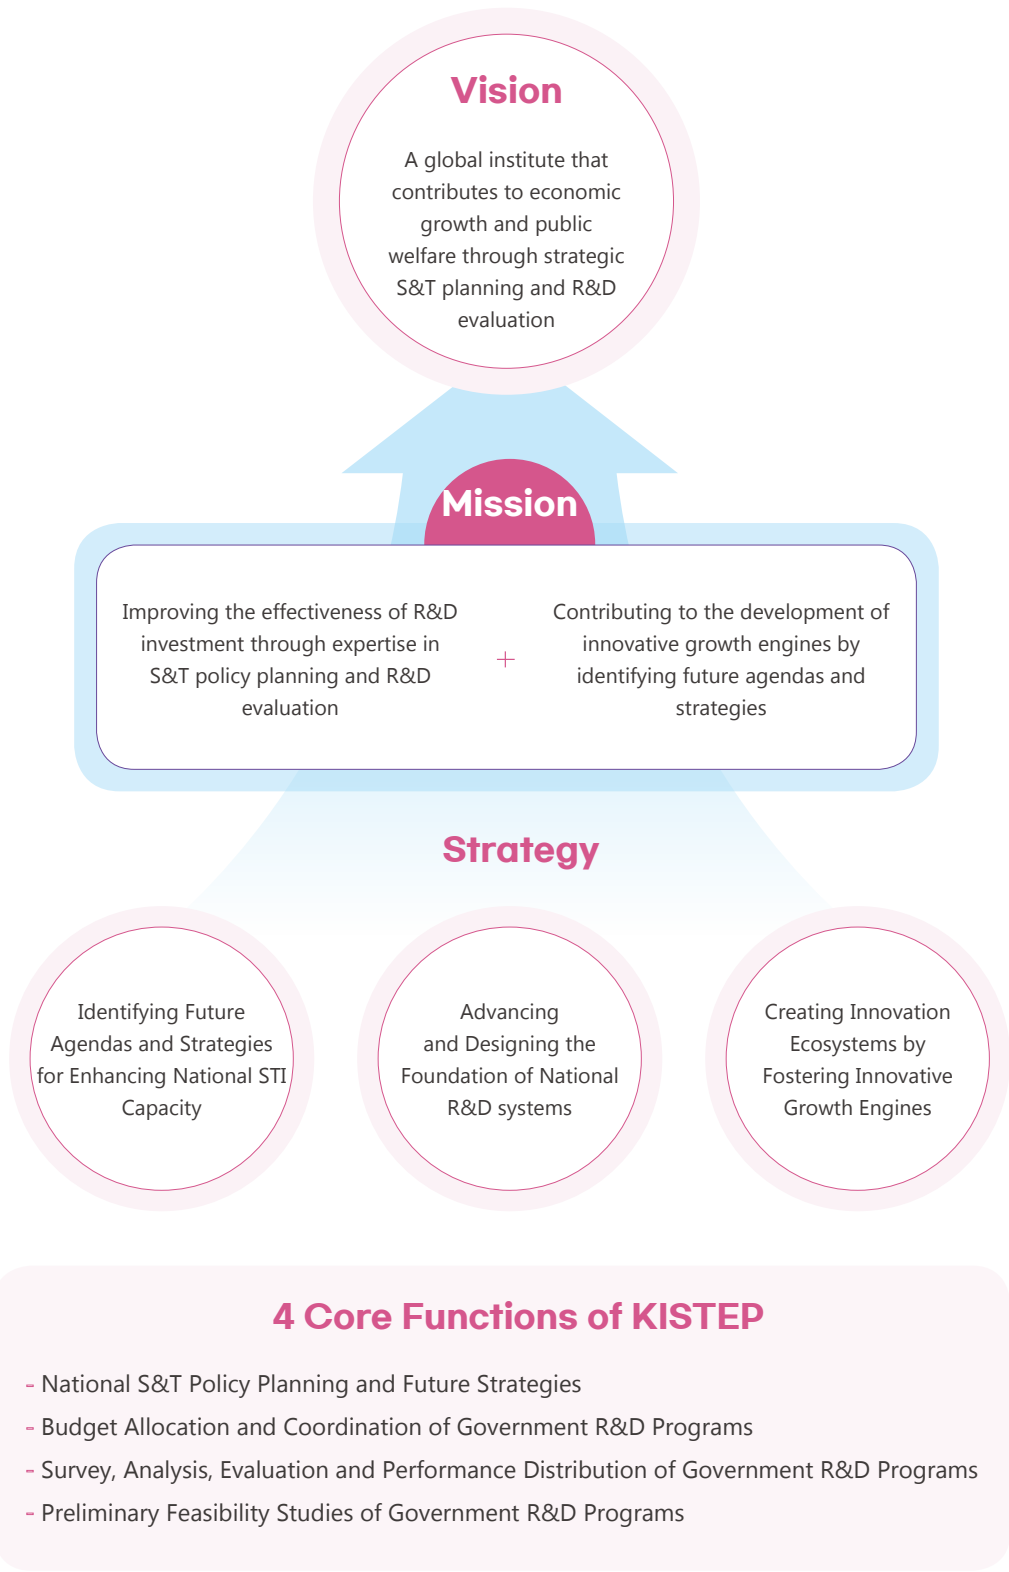 Vision
A global institute that
contributes to economic
growth and public
welfare through strategic
S&T planning and R&D
evaluation
Mission
Improving the effectiveness of R&D
investment through expertise in
S&T policy planning and R&D
evaluation
+
Contributing to the development of
innovative growth engines by
identifying future agendas and
strategies
Strategy
Identifying Future
Agendas and Strategies
for Enhancing National STI
Capacity
Advancing
and Designing the
Foundation of National
R&D systems
Creating Innovation
Ecosystems by
Fostering Innovative
Growth Engines
4 Core Functions of KISTEP
- National S&T Policy Planning and Future Strategies
- Budget Allocation and Coordination of Government R&D Programs
- Survey, Analysis, Evaluation and Performance Distribution of Government R&D Programs
- Preliminary Feasibility Studies of Government R&D Programs